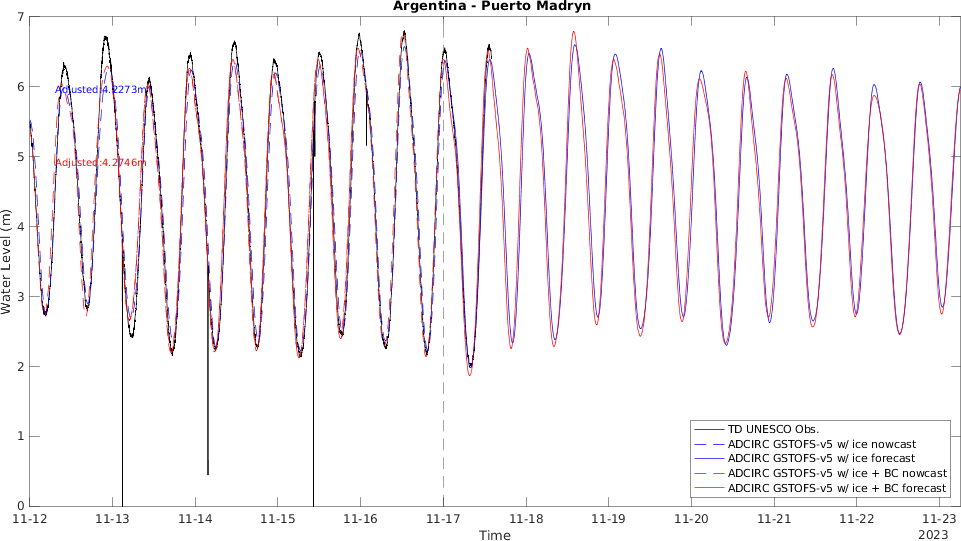 Argentina - Puerto Madryn
7
6
5
4
3
2
1
0
Water Level (m)
Adjusted:4.2273m
Adjusted:4.2746m
TD UNESCO Obs.
ADCIRC GSTOFS-v5 w/ ice nowcast
ADCIRC GSTOFS-v5 w/ ice forecast
ADCIRC GSTOFS-v5 w/ ice + BC nowcast
ADCIRC GSTOFS-v5 w/ ice + BC forecast
11-12 11-13 11-14 11-15 11-16 11-17 11-18 11-19 11-20 11-21 11-22 11-23
Time
2023